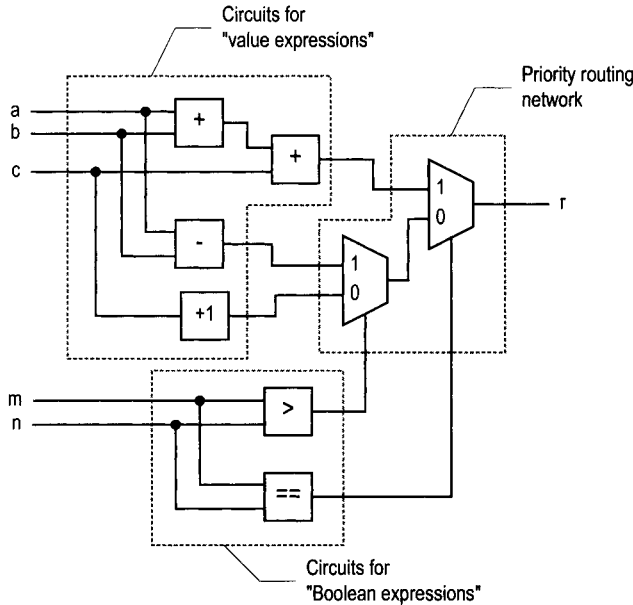 Circuits for
"value expressions"
Priority routing
network
a
b
c
+
+
1
0
r
-
1
0
+1
m
n
>
==
Circuits for
"Boolean expressions"